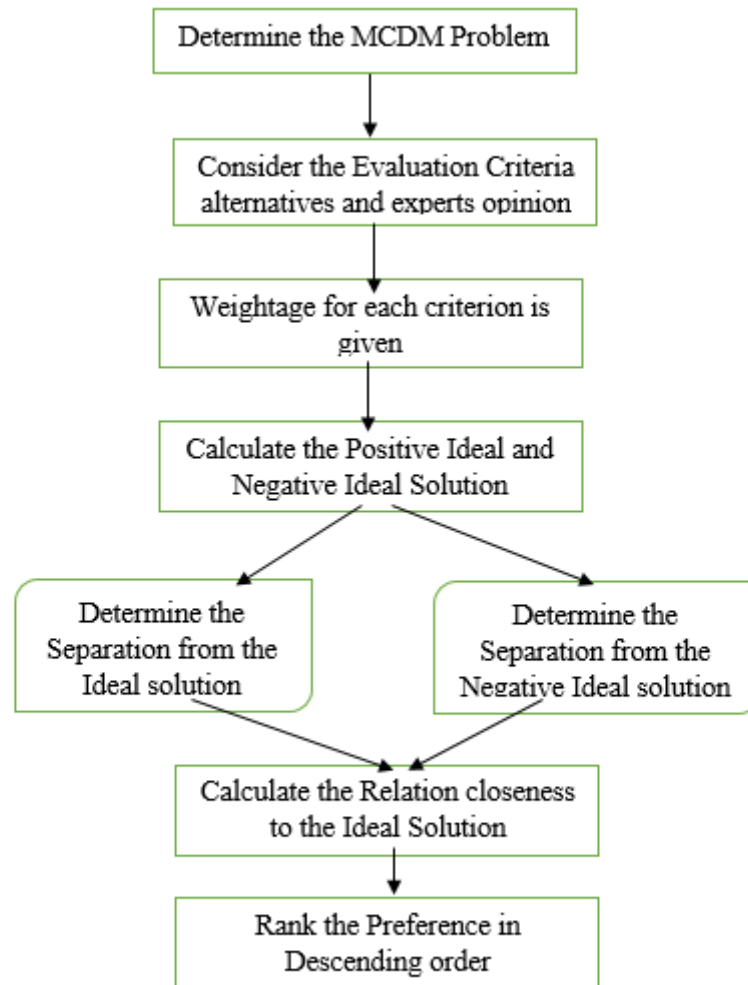 Determine the MCDM Problem
Consider the Evaluation Criteria
alternatives and experts opinion
Weightage for each criterion is
given
Calculate the Positive Ideal and
Negative Ideal Solution
Determine the
Separation from the
Ideal solution
Determine the
Separation from the
Negative Ideal solution
Calculate the Relation closeness
to the Ideal Solution
Rank the Preference in
Descending order